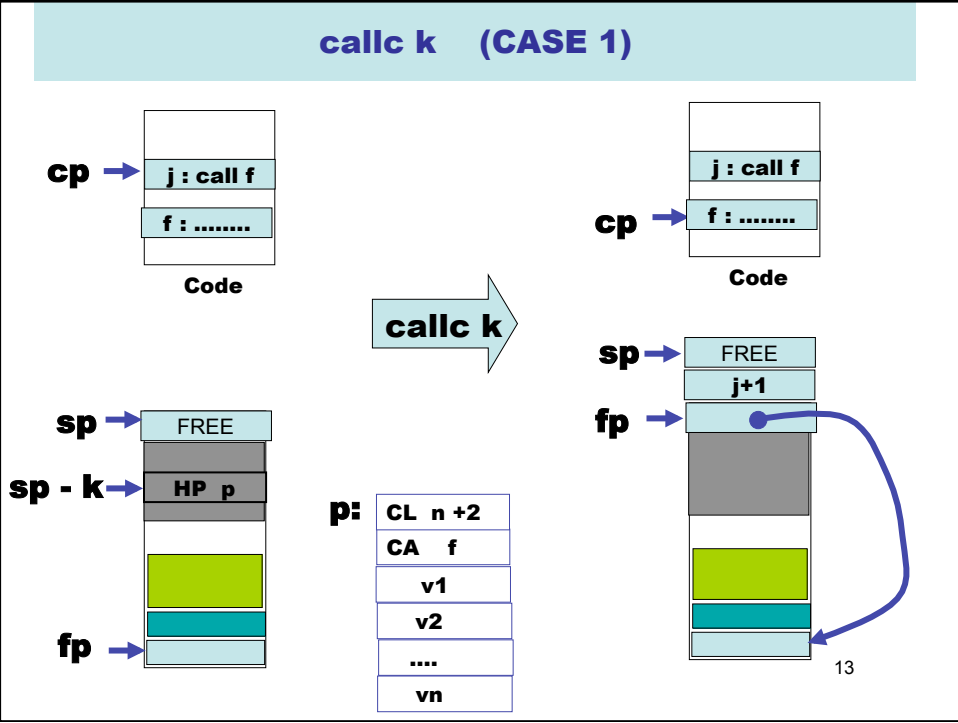 callc k (CASE 1)
cp
j : call f
f : ........
Code
j : call f
cp
f : ........
Code
callc k
sp
FREE
sp - k
HP p
fp
p:
CL n +2
CA f
v1
v2
....
vn
sp
FREE
j+1
fp
13